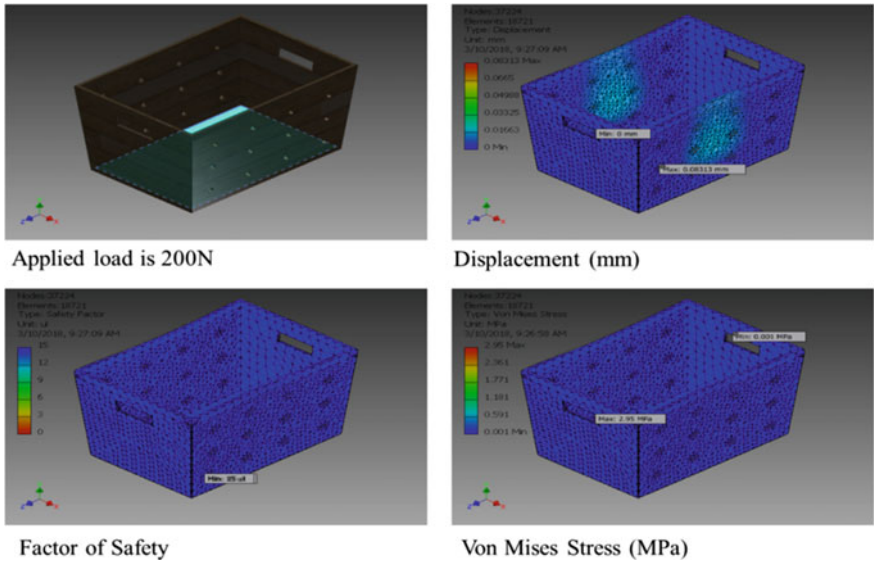 Applied load is 200N
Nodes:37224
Elements:18721
Type: Displacement
Unit: mm
3/10/2018, 9:27:09 AM
0.08313 Max
0.0665
0.04988
0.03325
0.01663
0 Min
Min: 0 mm
Max: 0.08313 mm
Z
X
Displacement (mm)
Nodes:37224
Elements:18721
Type: Safety Factor
Unit: ul
3/10/2018, 9:27:09 AM
15
12
9
6
3
0
Min: 15 ul
Z
X
Factor of Safety
Nodes:37224
Elements:18721
Type: Von Mises Stress
Unit: MPa
3/10/2018, 9:26:58 AM
2.95 Max
2.361
1.771
1.181
0.591
0.001 Min
Min: 0.001 MPa
Max: 2.95 MPa
Z
X
Von Mises Stress (MPa)